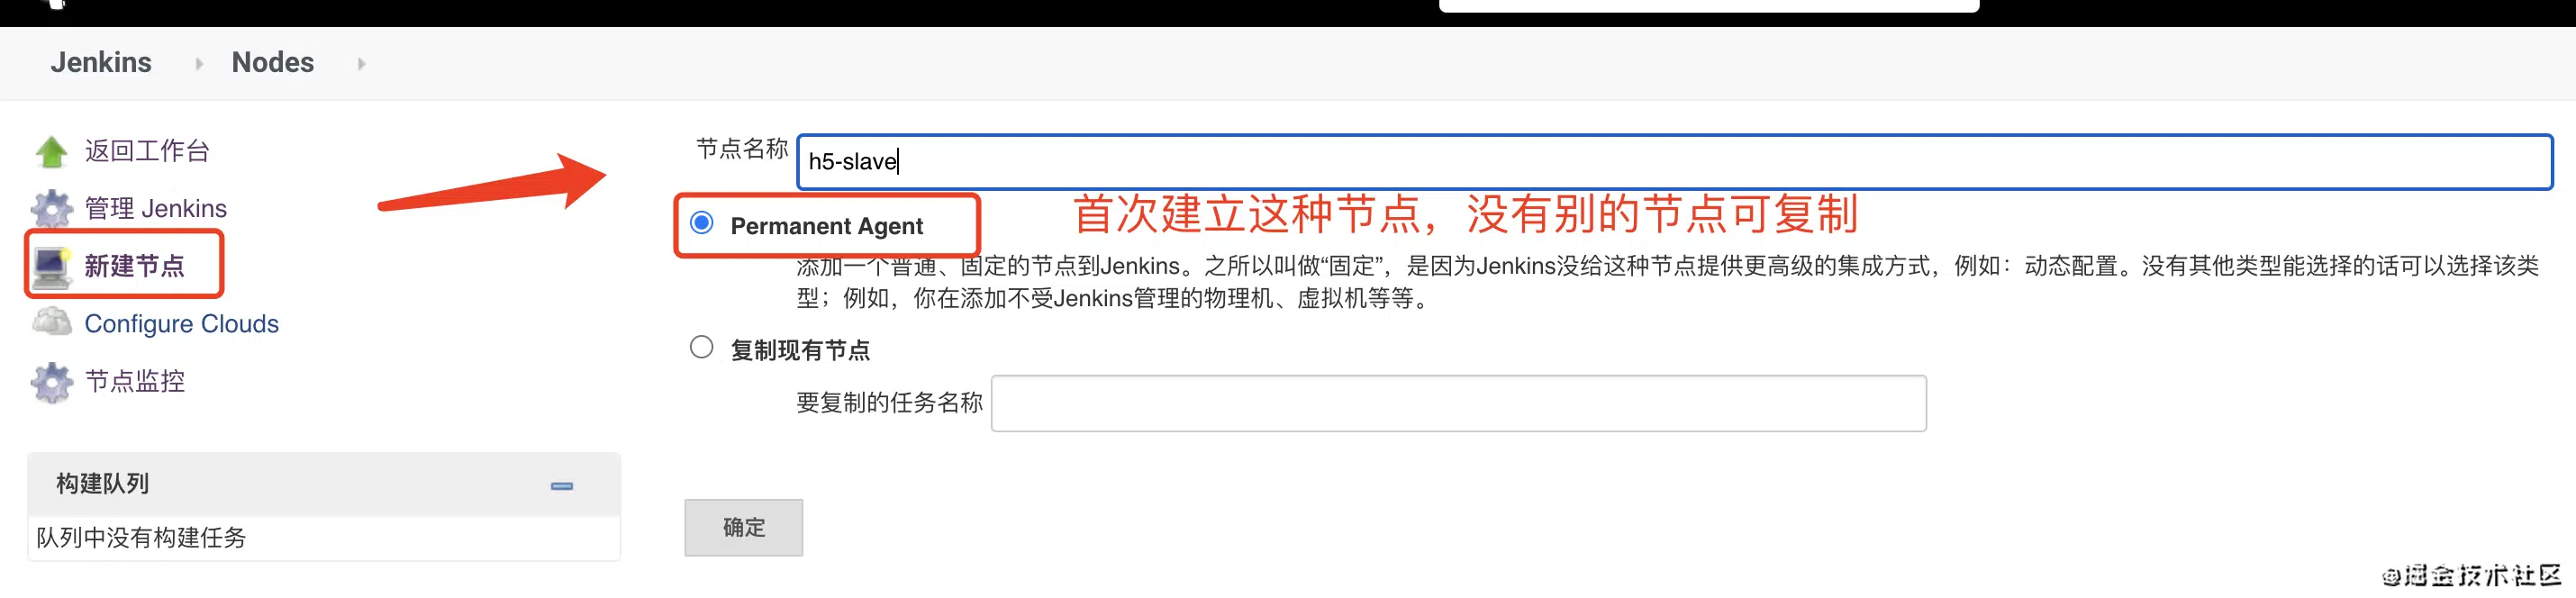 Jenkins
Nodes
返回工作台
管理 Jenkins
新建节点
Configure Clouds
节点监控
构建队列
队列中没有构建任务
节点名称
h5-slave
Permanent Agent
首次建立这种节点，没有别的节点可复制
添加一个普通、固定的节点到Jenkins。之所以叫做“固定”，是因为Jenkins没给这种节点提供更高级的集成方式，例如：动态配置。没有其他类型能选择的话可以选择该类
型；例如，你在添加不受Jenkins管理的物理机、虚拟机等等。
复制现有节点
要复制的任务名称
确定
@掘金技术社区